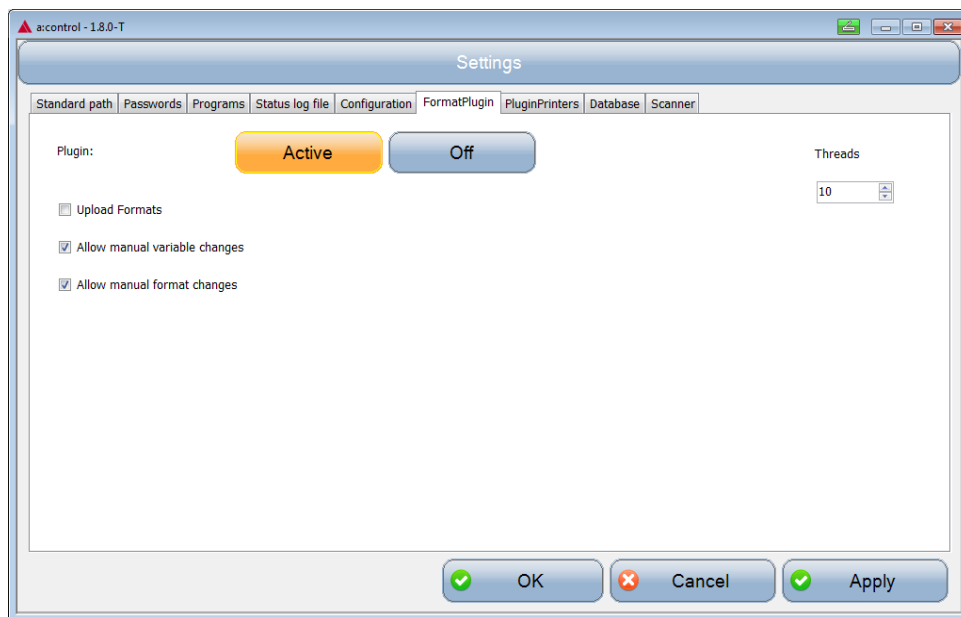 a:control - 1.8.0-T
Settings
Standard path Passwords Programs Status log file Configuration FormatPlugin PluginPrinters Database Scanner
Plugin: Active Off Threads
10
Upload Formats
Allow manual variable changes
Allow manual format changes
OK Cancel Apply